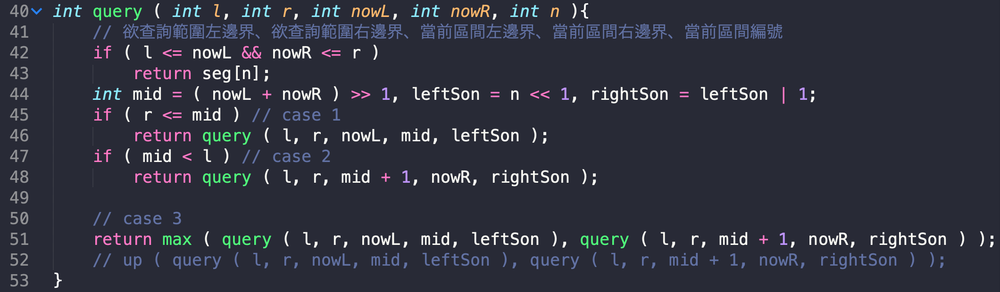 40 int query ( int l, int r, int nowL, int nowR, int n ){
41 // 欲查詢範圍左邊界、欲查詢範圍右邊界、當前區間左邊界、當前區間右邊界、當前區間編號
42 if ( l <= nowL && nowR <= r )
43 return seg[n];
44 int mid = ( nowL + nowR ) >> 1, leftSon = n << 1, rightSon = leftSon | 1;
45 if ( r <= mid ) // case 1
46 return query ( l, r, nowL, mid, leftSon );
47 if ( mid < l ) // case 2
48 return query ( l, r, mid + 1, nowR, rightSon );
49
50 // case 3
51 return max ( query ( l, r, nowL, mid, leftSon ), query ( l, r, mid + 1, nowR, rightSon ) );
52 // up ( query ( l, r, nowL, mid, leftSon ), query ( l, r, mid + 1, nowR, rightSon ) );
53 }